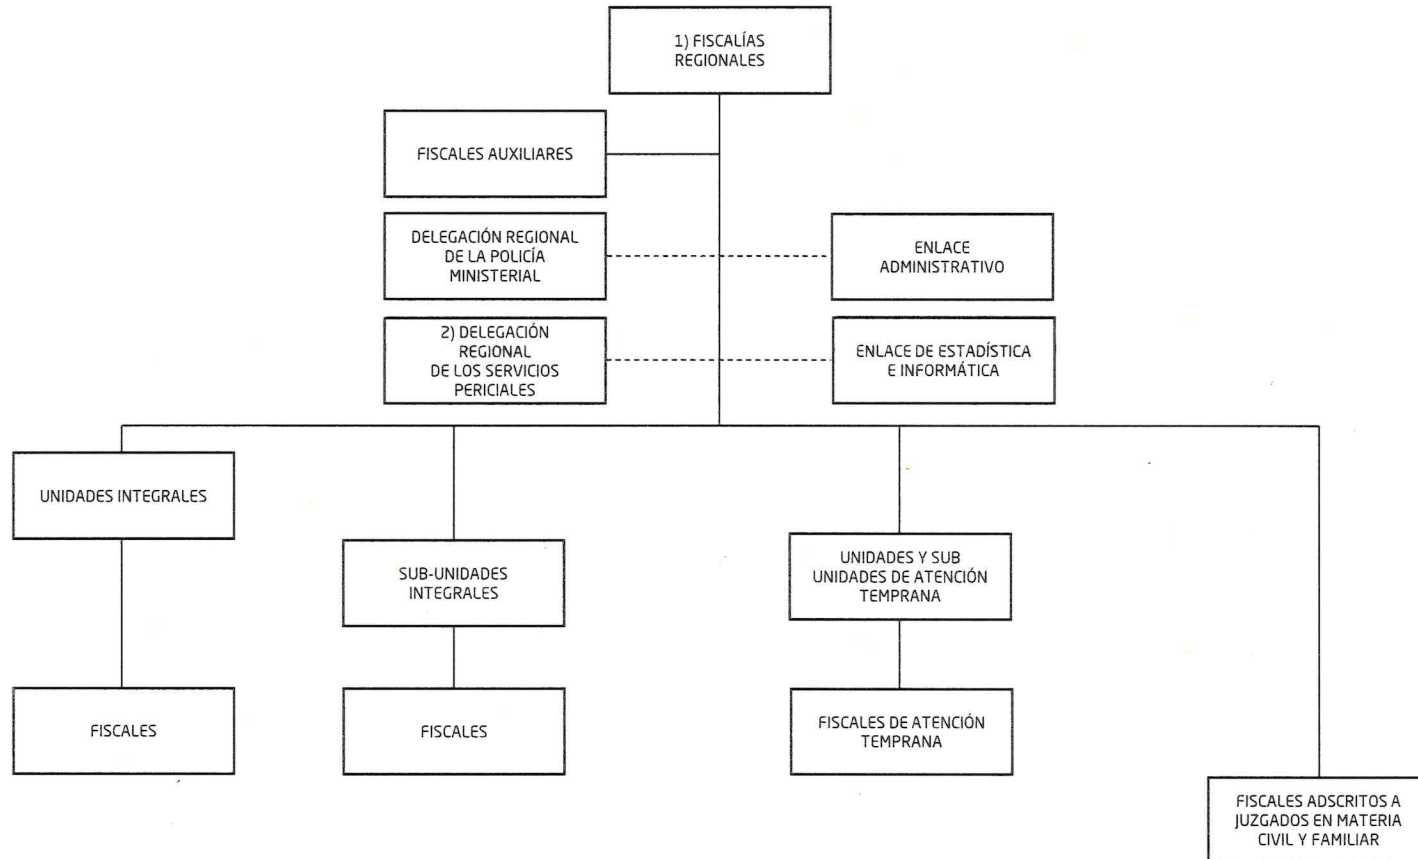 1) FISCALÍAS
REGIONALES
FISCALES AUXILIARES
DELEGACIÓN REGIONAL
DE LA POLICÍA
MINISTERIAL
ENLACE
ADMINISTRATIVO
2) DELEGACIÓN
REGIONAL
DE LOS SERVICIOS
PERICIALES
ENLACE DE ESTADÍSTICA
E INFORMÁTICA
UNIDADES INTEGRALES
SUB-UNIDADES
INTEGRALES
UNIDADES Y SUB
UNIDADES DE ATENCIÓN
TEMPRANA
FISCALES
FISCALES
FISCALES DE ATENCIÓN
TEMPRANA
FISCALES ADSCRITOS A
JUZGADOS EN MATERIA
CIVIL Y FAMILIAR